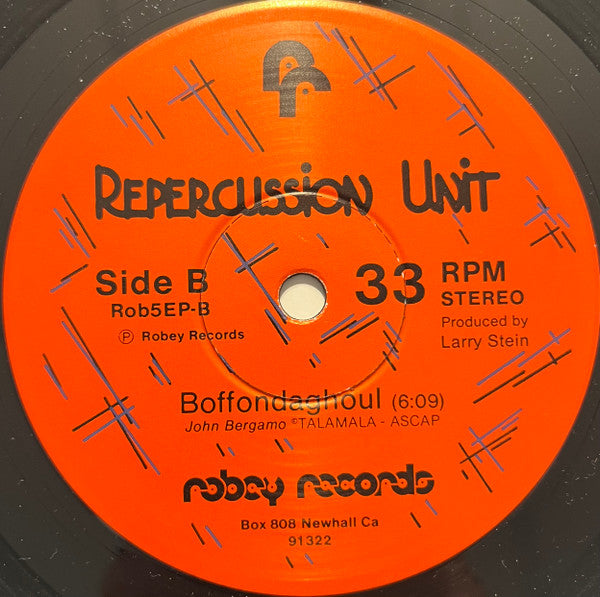 Repercussion Unit
Side B
Rob5EP-B
℗ Robey Records
33 RPM
STEREO
Produced by
Larry Stein
Boffondaghoul (6:09)
John Bergamo ©TALAMALA - ASCAP
robey records
Box 808 Newhall Ca
91322